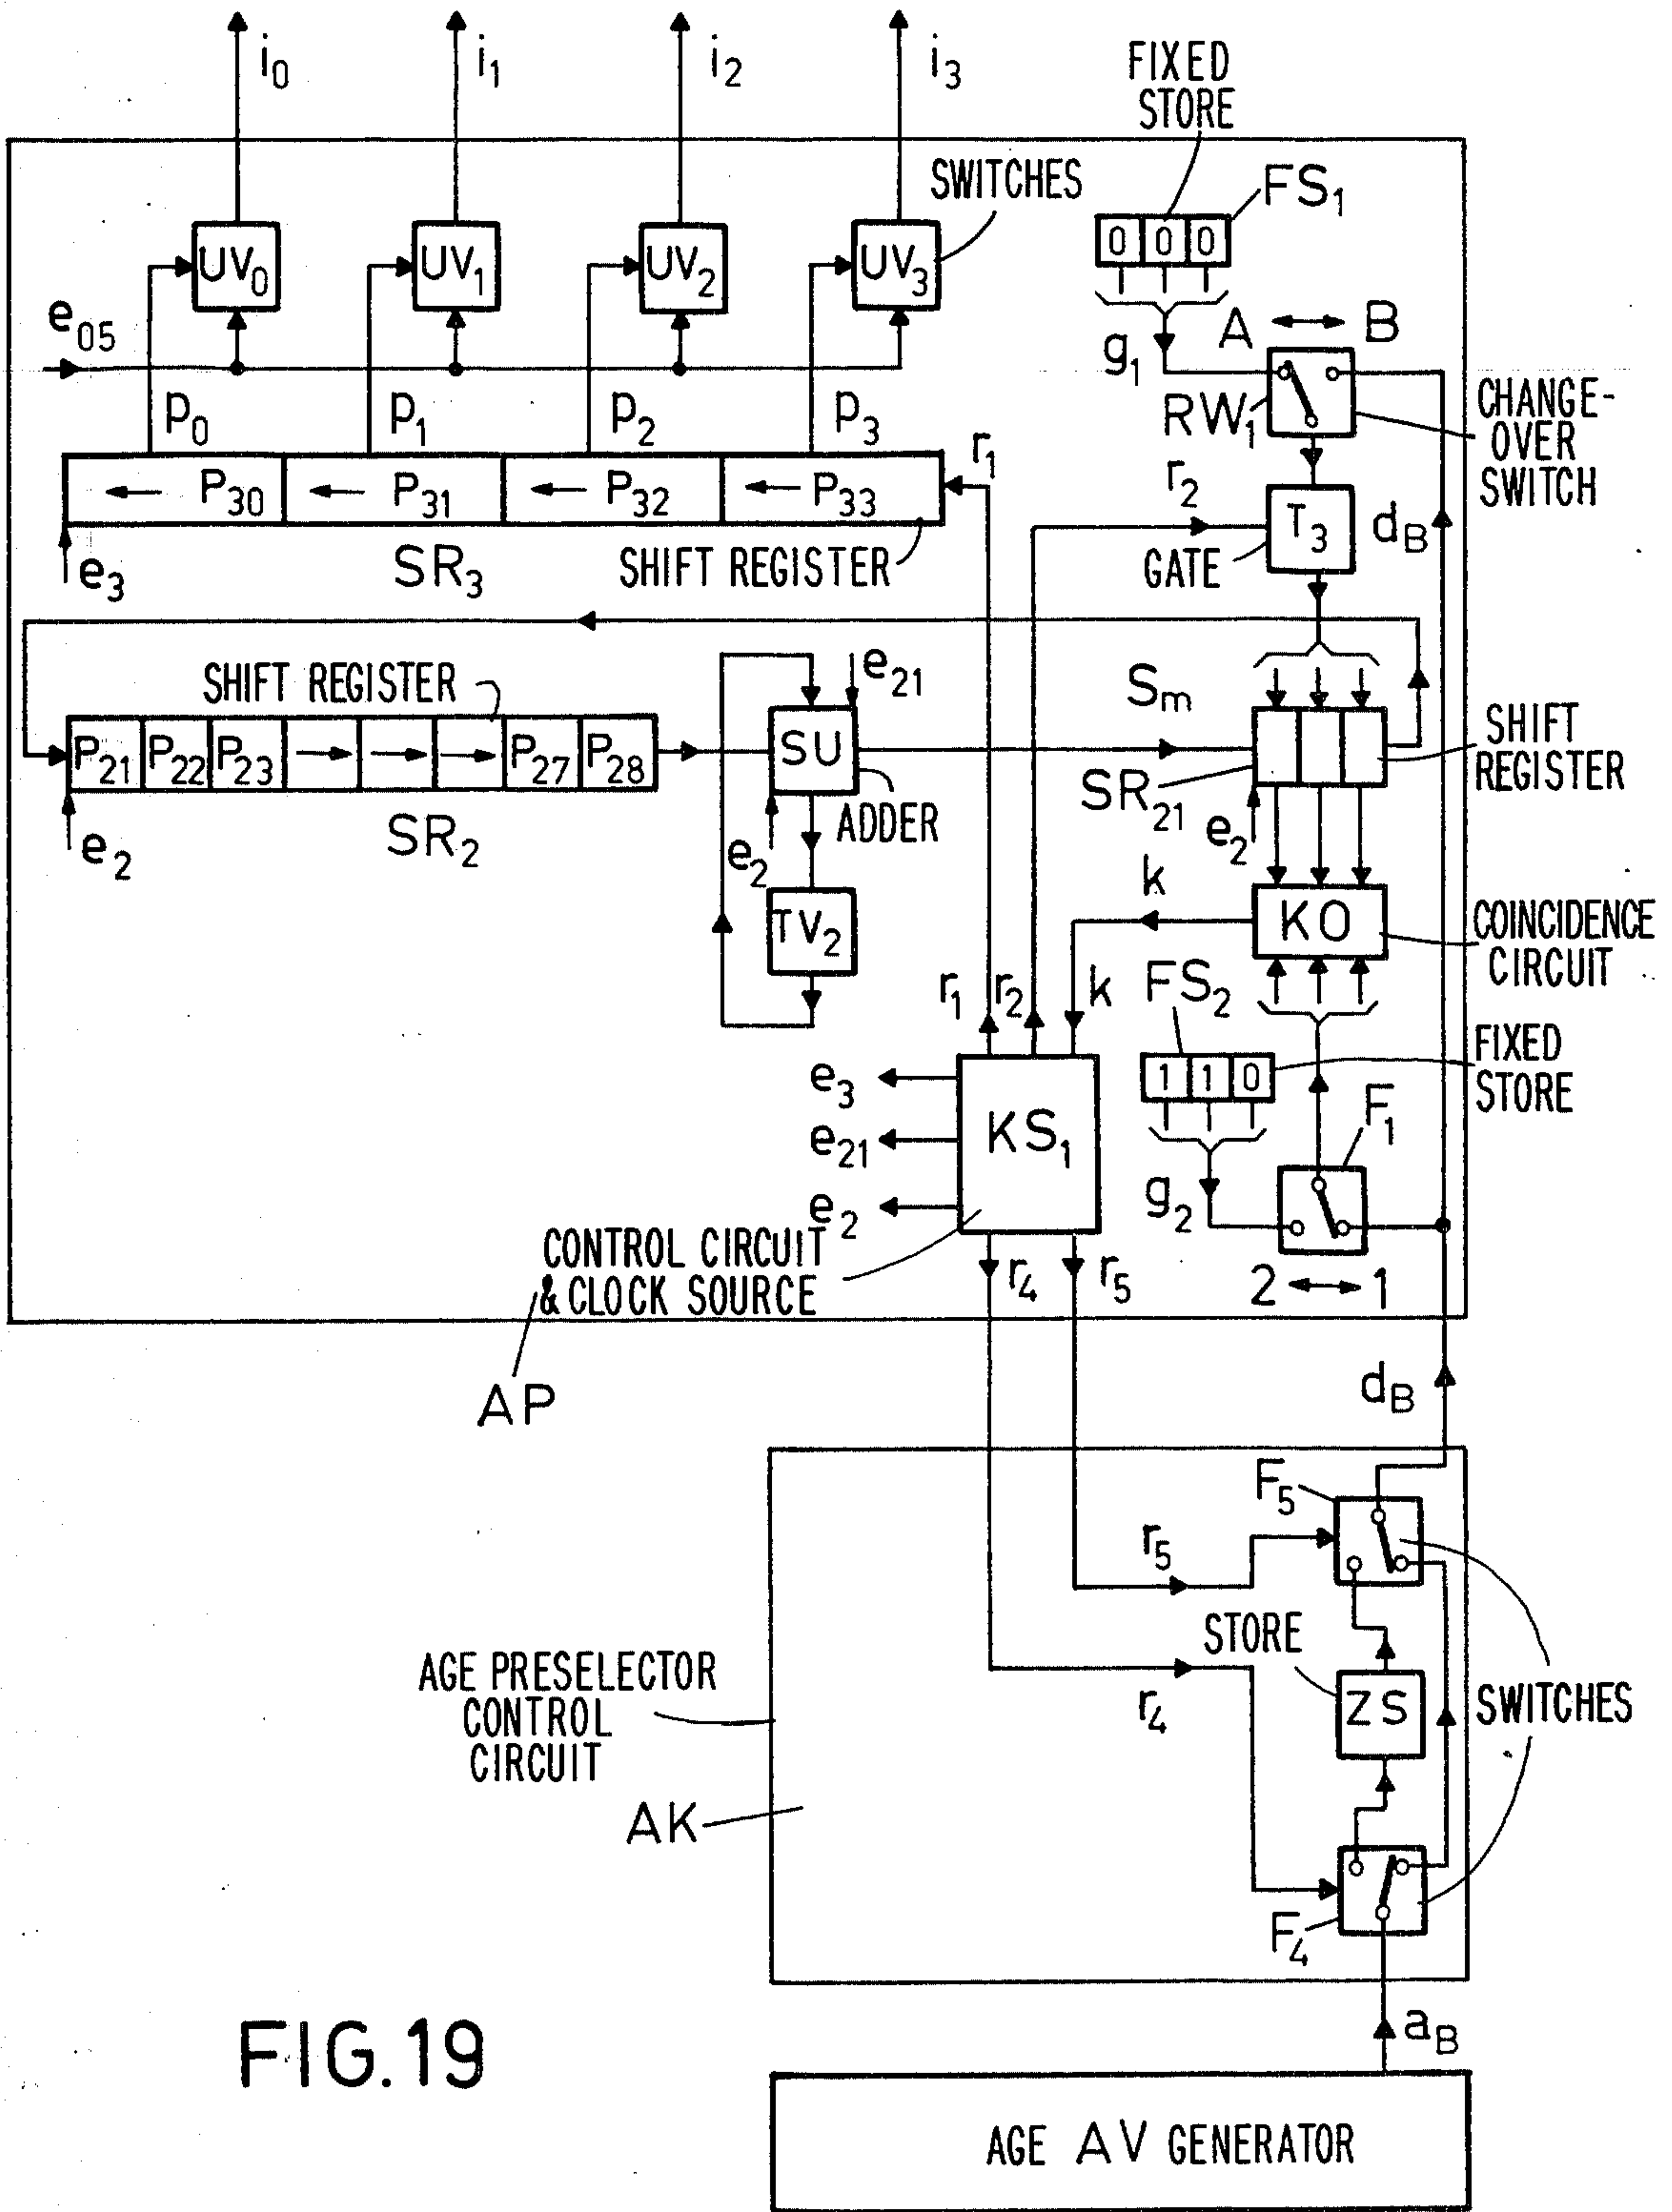 i₀ i₁ i₂ i₃
FIXED
STORE
SWITCHES
FS₁
0 0 0
UV₀ UV₁ UV₂ UV₃
e₀₅
A B
g₁
RW₁
CHANGE-
OVER
SWITCH
p₀ p₁ p₂ p₃
r₁
r₂
P₃₀ P₃₁ P₃₂ P₃₃
T₃
d_B
GATE
e₃
SR₃
SHIFT REGISTER
SHIFT REGISTER
e₂₁
Sₘ
P₂₁ P₂₂ P₂₃ P₂₇ P₂₈
SU
SHIFT
REGISTER
SR₂₁
ADDER
e₂
SR₂
e₂
e₂
k
TV₂
KO
COINCIDENCE
CIRCUIT
r₁ r₂ k
FS₂
FIXED
STORE
1 1 0
e₃
F₁
KS₁
e₂₁
g₂
e₂
CONTROL CIRCUIT
& CLOCK SOURCE
r₄ r₅
2 1
AP
d_B
F₅
r₅
STORE
AGE PRESELECTOR
CONTROL
CIRCUIT
r₄
ZS
SWITCHES
AK
F₄
a_B
FIG.19
AGE AV GENERATOR